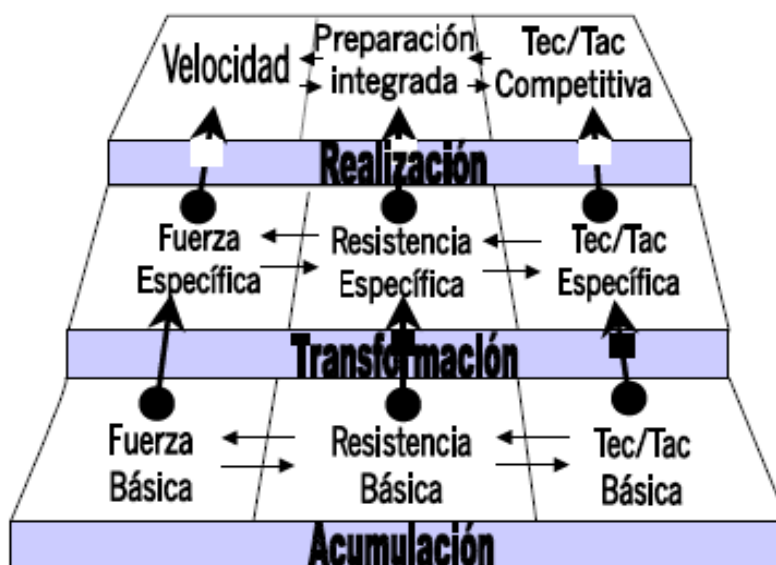 Velocidad
Preparación
integrada
Tec/Tac
Competitiva
Realización
Fuerza
Específica
Resistencia
Específica
Tec/Tac
Específica
Transformación
Fuerza
Básica
Resistencia
Básica
Tec/Tac
Básica
Acumulación